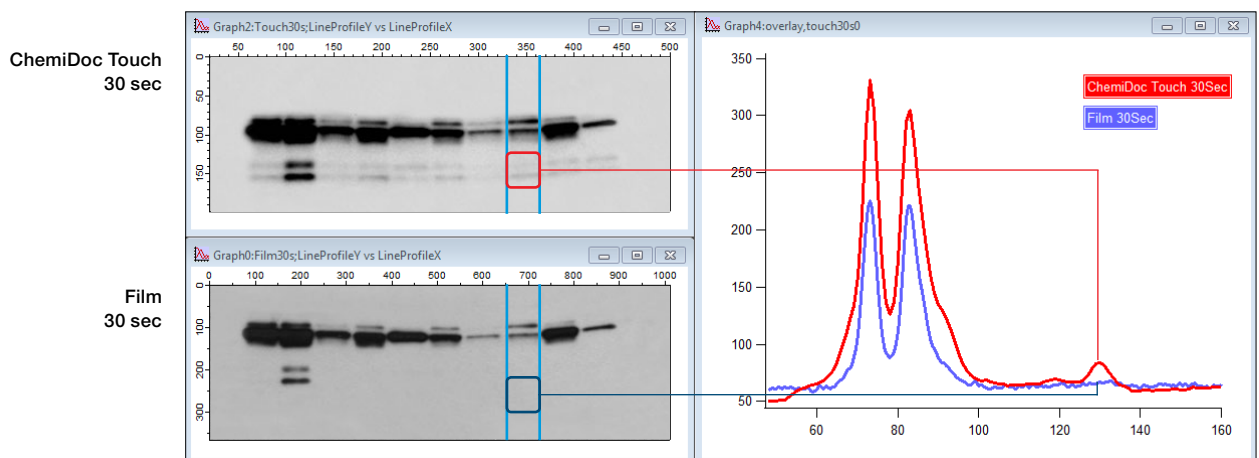 ChemiDoc Touch
30 sec
Graph2:Touch30s;LineProfileY vs LineProfileX
50 100 150 200 250 300 350 400 450 500
0
50
100
150
Film
30 sec
Graph0:Film30s;LineProfileY vs LineProfileX
0 100 200 300 400 500 600 700 800 900 1000
0
100
200
300
Graph4:overlay,touch30s0
350
300
250
200
150
100
50
60 80 100 120 140 160
ChemiDoc Touch 30Sec
Film 30Sec